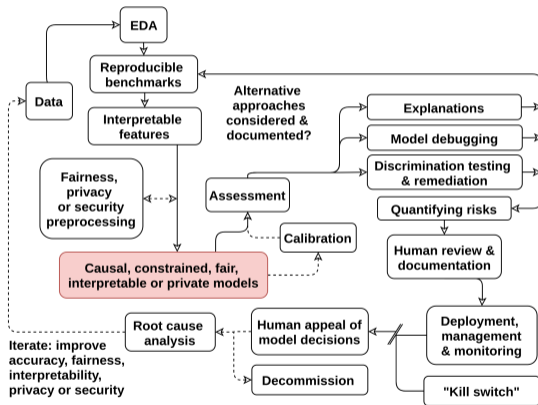 EDA
Reproducible
benchmarks
Data
Interpretable
features
Alternative
approaches
considered &
documented?
Explanations
Model debugging
Discrimination testing
& remediation
Fairness,
privacy
or security
preprocessing
Assessment
Quantifying risks
Calibration
Human review &
documentation
Causal, constrained, fair,
interpretable or private models
Root cause
analysis
Human appeal of
model decisions
Deployment,
management
& monitoring
Iterate: improve
accuracy, fairness,
interpretability,
privacy or security
Decommission
"Kill switch"